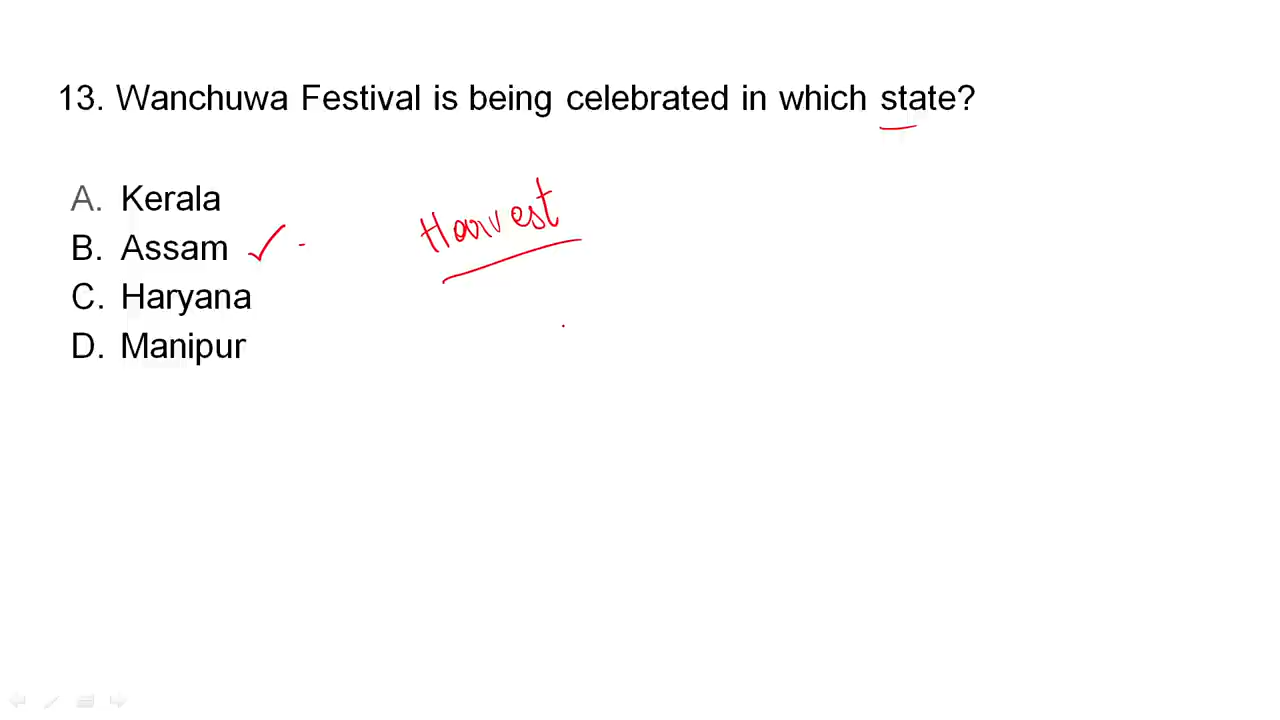 13. Wanchuwa Festival is being celebrated in which state?
A. Kerala
B. Assam
Harvest
C. Haryana
D. Manipur